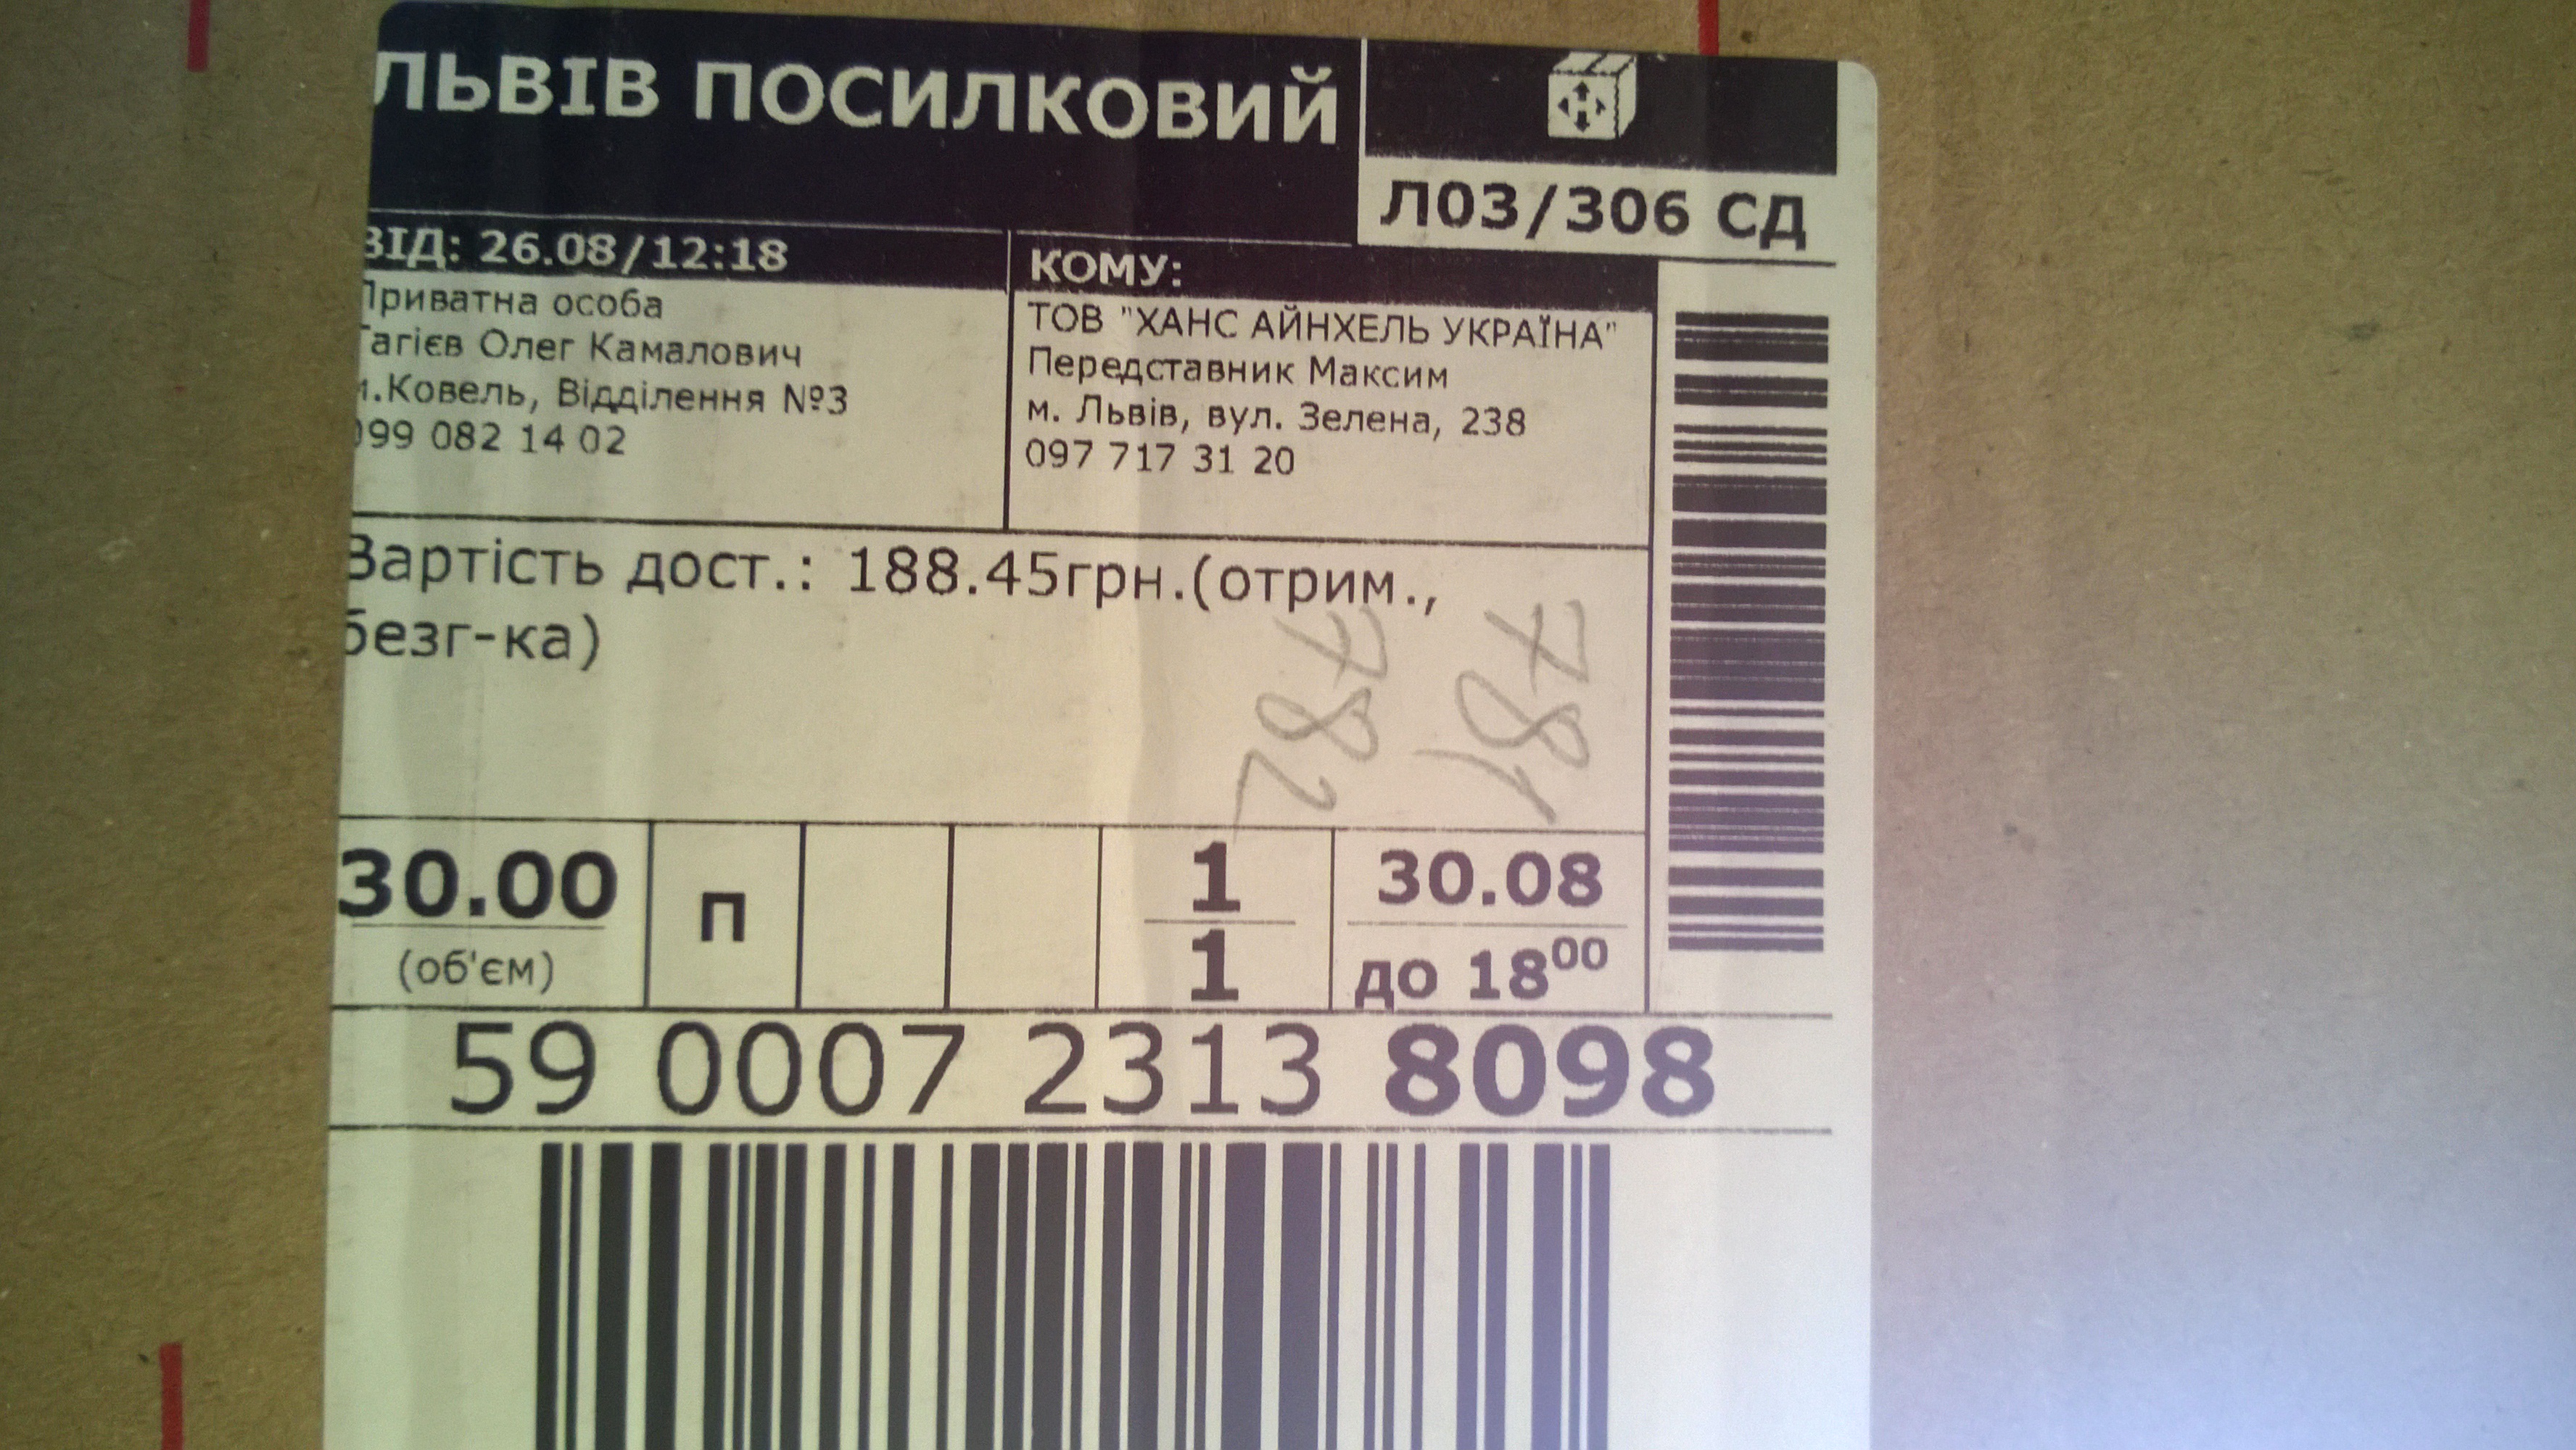 ЛЬВІВ ПОСИЛКОВИЙ
Н
Л03/306 СД
ВІД: 26.08/12:18
Приватна особа
Гагієв Олег Камалович
м.Ковель, Відділення №3
099 082 14 02
КОМУ:
ТОВ "ХАНС АЙНХЕЛЬ УКРАЇНА"
Передставник Максим
м. Львів, вул. Зелена, 238
097 717 31 20
Вартість дост.: 188.45грн.(отрим.,
безг-ка)
781
782
30.00
(об'єм)
П
1
1
30.08
до 18⁰⁰
59 0007 2313 8098